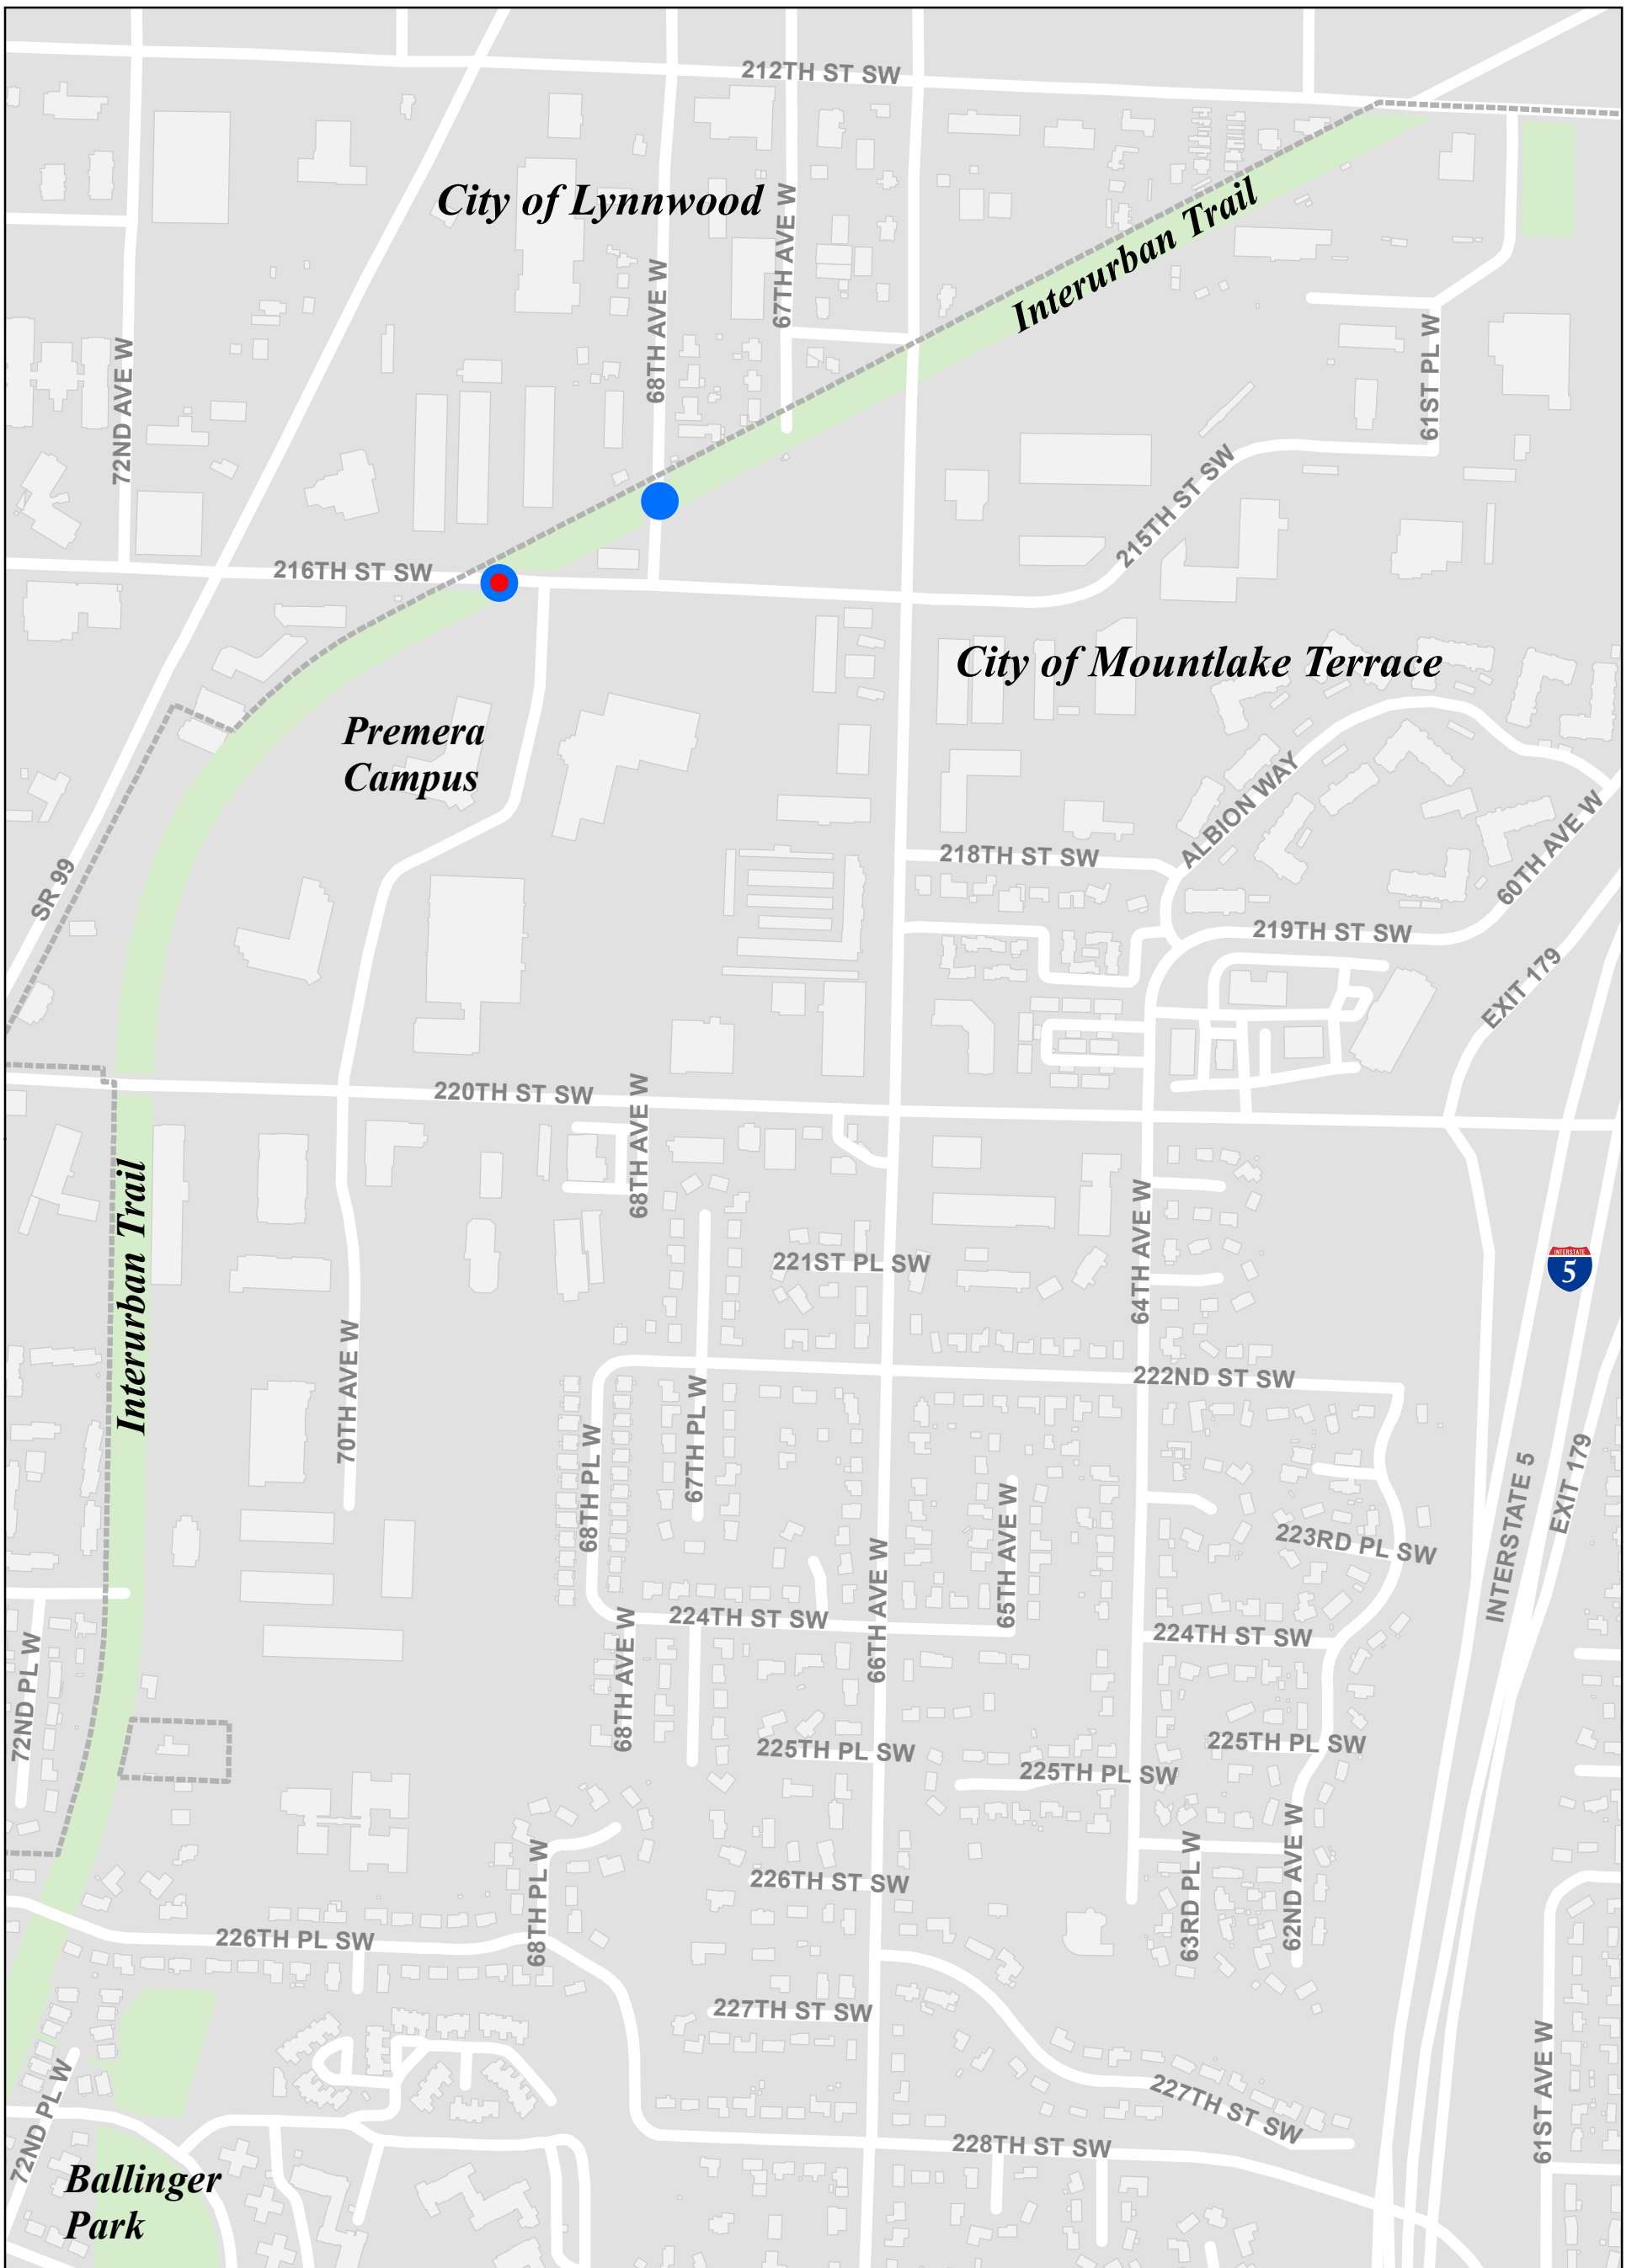 212TH ST SW
City of Lynnwood
67TH AVE W
Interurban Trail
68TH AVE W
72ND AVE W
61ST PL W
215TH ST SW
216TH ST SW
City of Mountlake Terrace
Premera
Campus
ALBION WAY
60TH AVE W
218TH ST SW
SR 99
219TH ST SW
EXIT 179
220TH ST SW
68TH AVE W
Interurban Trail
64TH AVE W
221ST PL SW
INTERSTATE
5
70TH AVE W
222ND ST SW
67TH PL W
68TH PL W
INTERSTATE 5
EXIT 179
65TH AVE W
223RD PL SW
66TH AVE W
224TH ST SW
68TH AVE W
224TH ST SW
72ND PL W
225TH PL SW
225TH PL SW
225TH PL SW
68TH PL W
63RD PL W
62ND AVE W
226TH ST SW
226TH PL SW
227TH ST SW
72ND PL W
227TH ST SW
61ST AVE W
228TH ST SW
Ballinger
Park